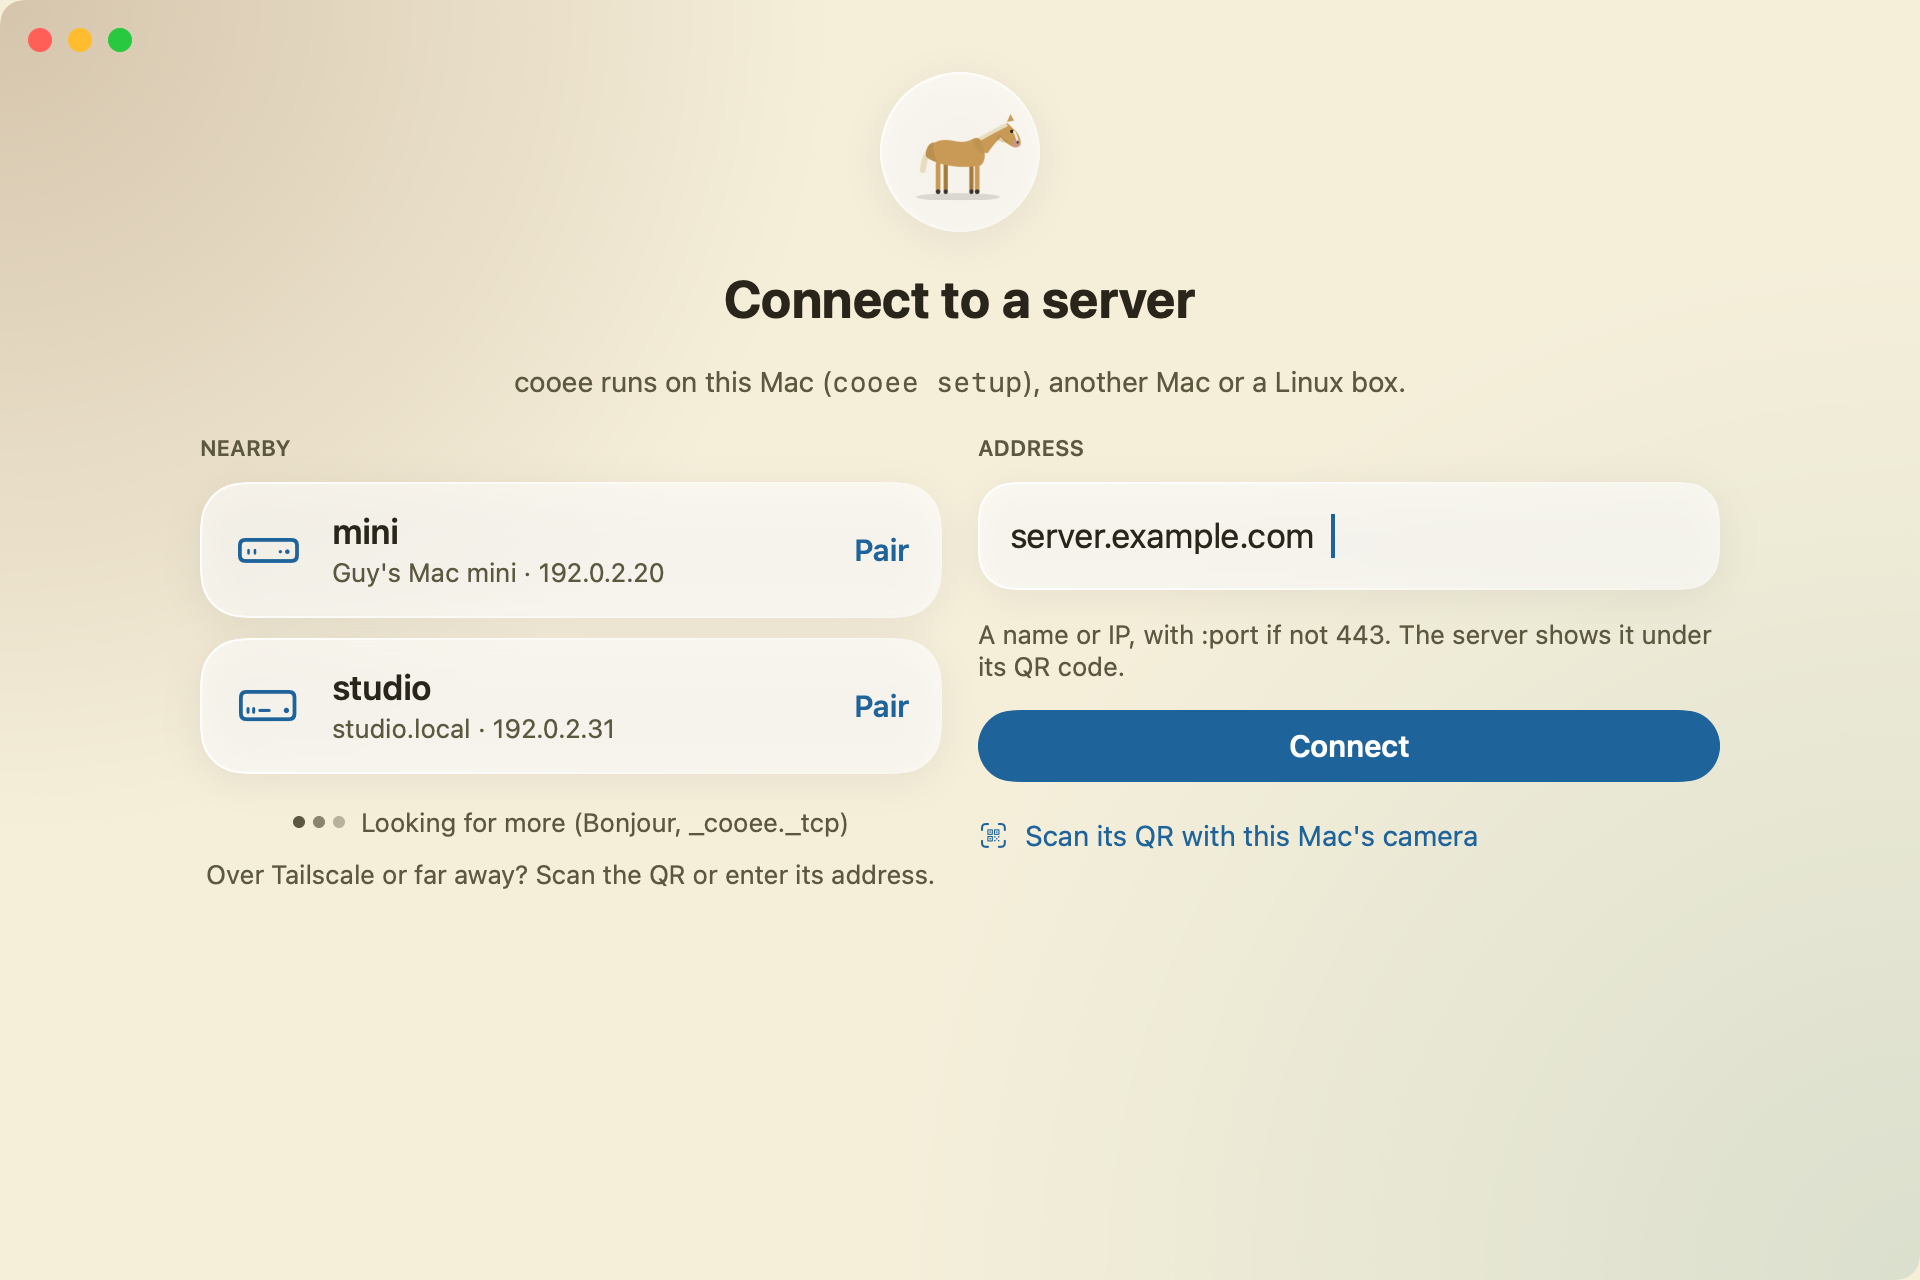 Connect to a server
cooee runs on this Mac (cooee setup), another Mac or a Linux box.
NEARBY
mini
Guy's Mac mini · 192.0.2.20
Pair
studio
studio.local · 192.0.2.31
Pair
Looking for more (Bonjour, _cooee._tcp)
Over Tailscale or far away? Scan the QR or enter its address.
ADDRESS
server.example.com
A name or IP, with :port if not 443. The server shows it under
its QR code.
Connect
Scan its QR with this Mac's camera